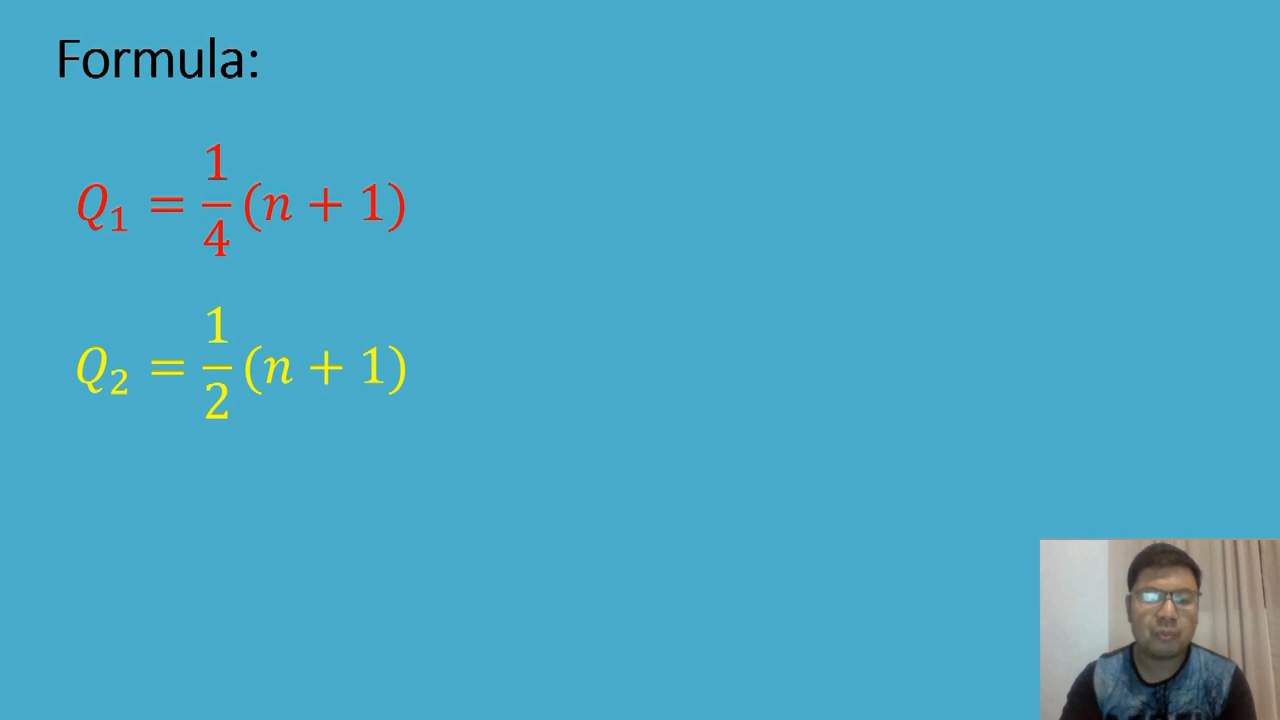 Formula:
Q₁ = 1/4 (n + 1)
Q₂ = 1/2 (n + 1)